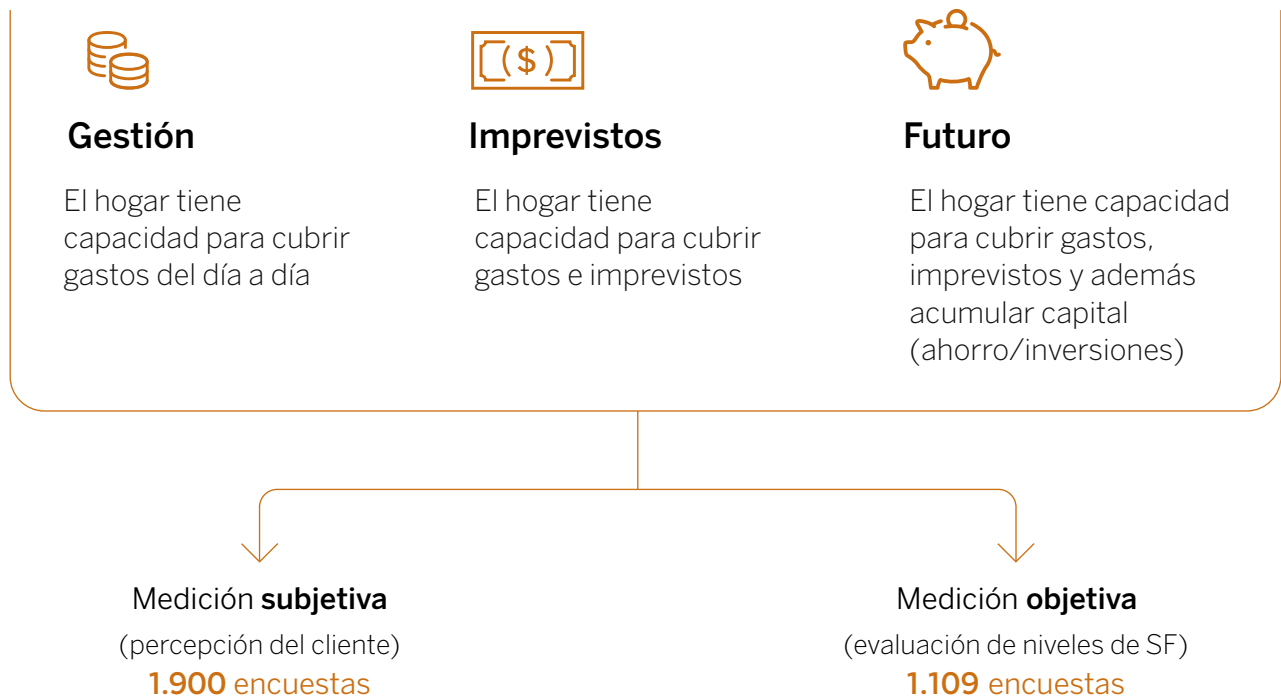 ($)
Gestión
El hogar tiene
capacidad para cubrir
gastos del día a día
Imprevistos
El hogar tiene
capacidad para cubrir
gastos e imprevistos
Futuro
El hogar tiene capacidad
para cubrir gastos,
imprevistos y además
acumular capital
(ahorro/inversiones)
Medición subjetiva
(percepción del cliente)
1.900 encuestas
Medición objetiva
(evaluación de niveles de SF)
1.109 encuestas